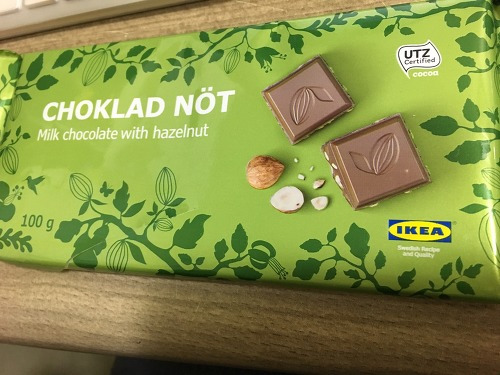 UTZ
Certified
cocoa
CHOKLAD NÖT
Milk chocolate with hazelnut
100 g
IKEA
Swedish Recipe
and Quality